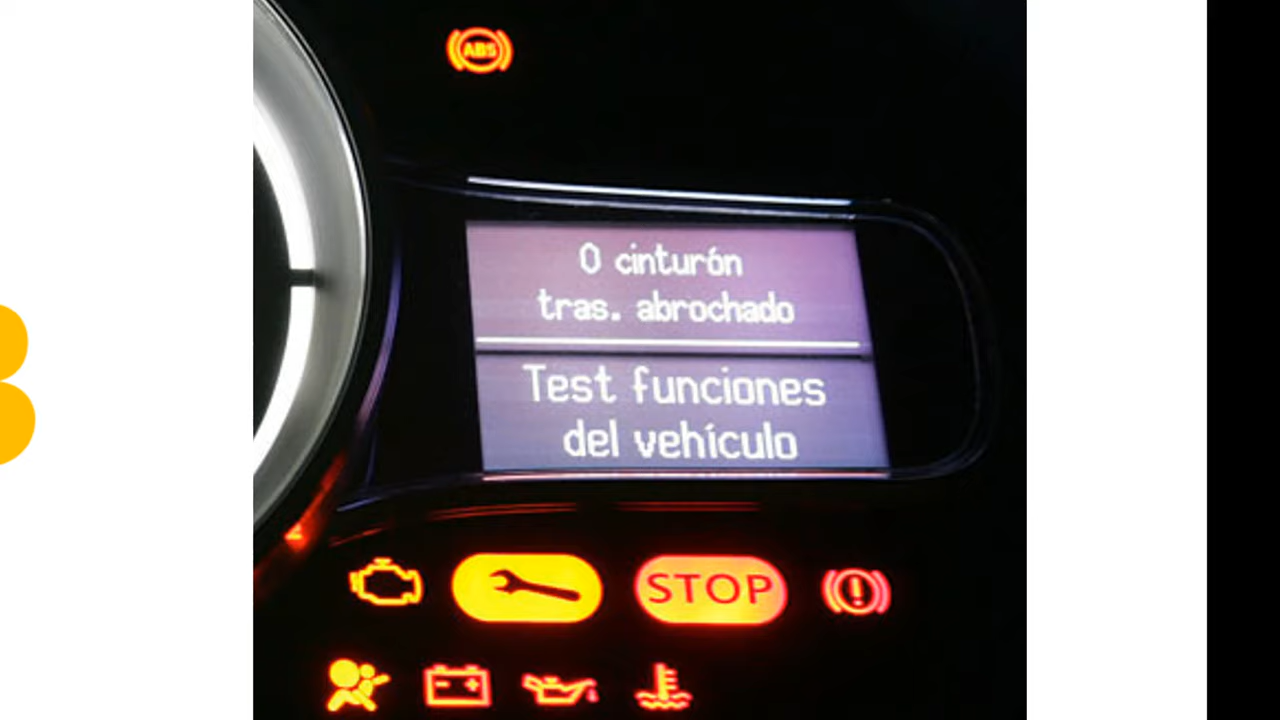 ABS
0 cinturón
tras. abrochado
Test funciones
del vehículo
STOP